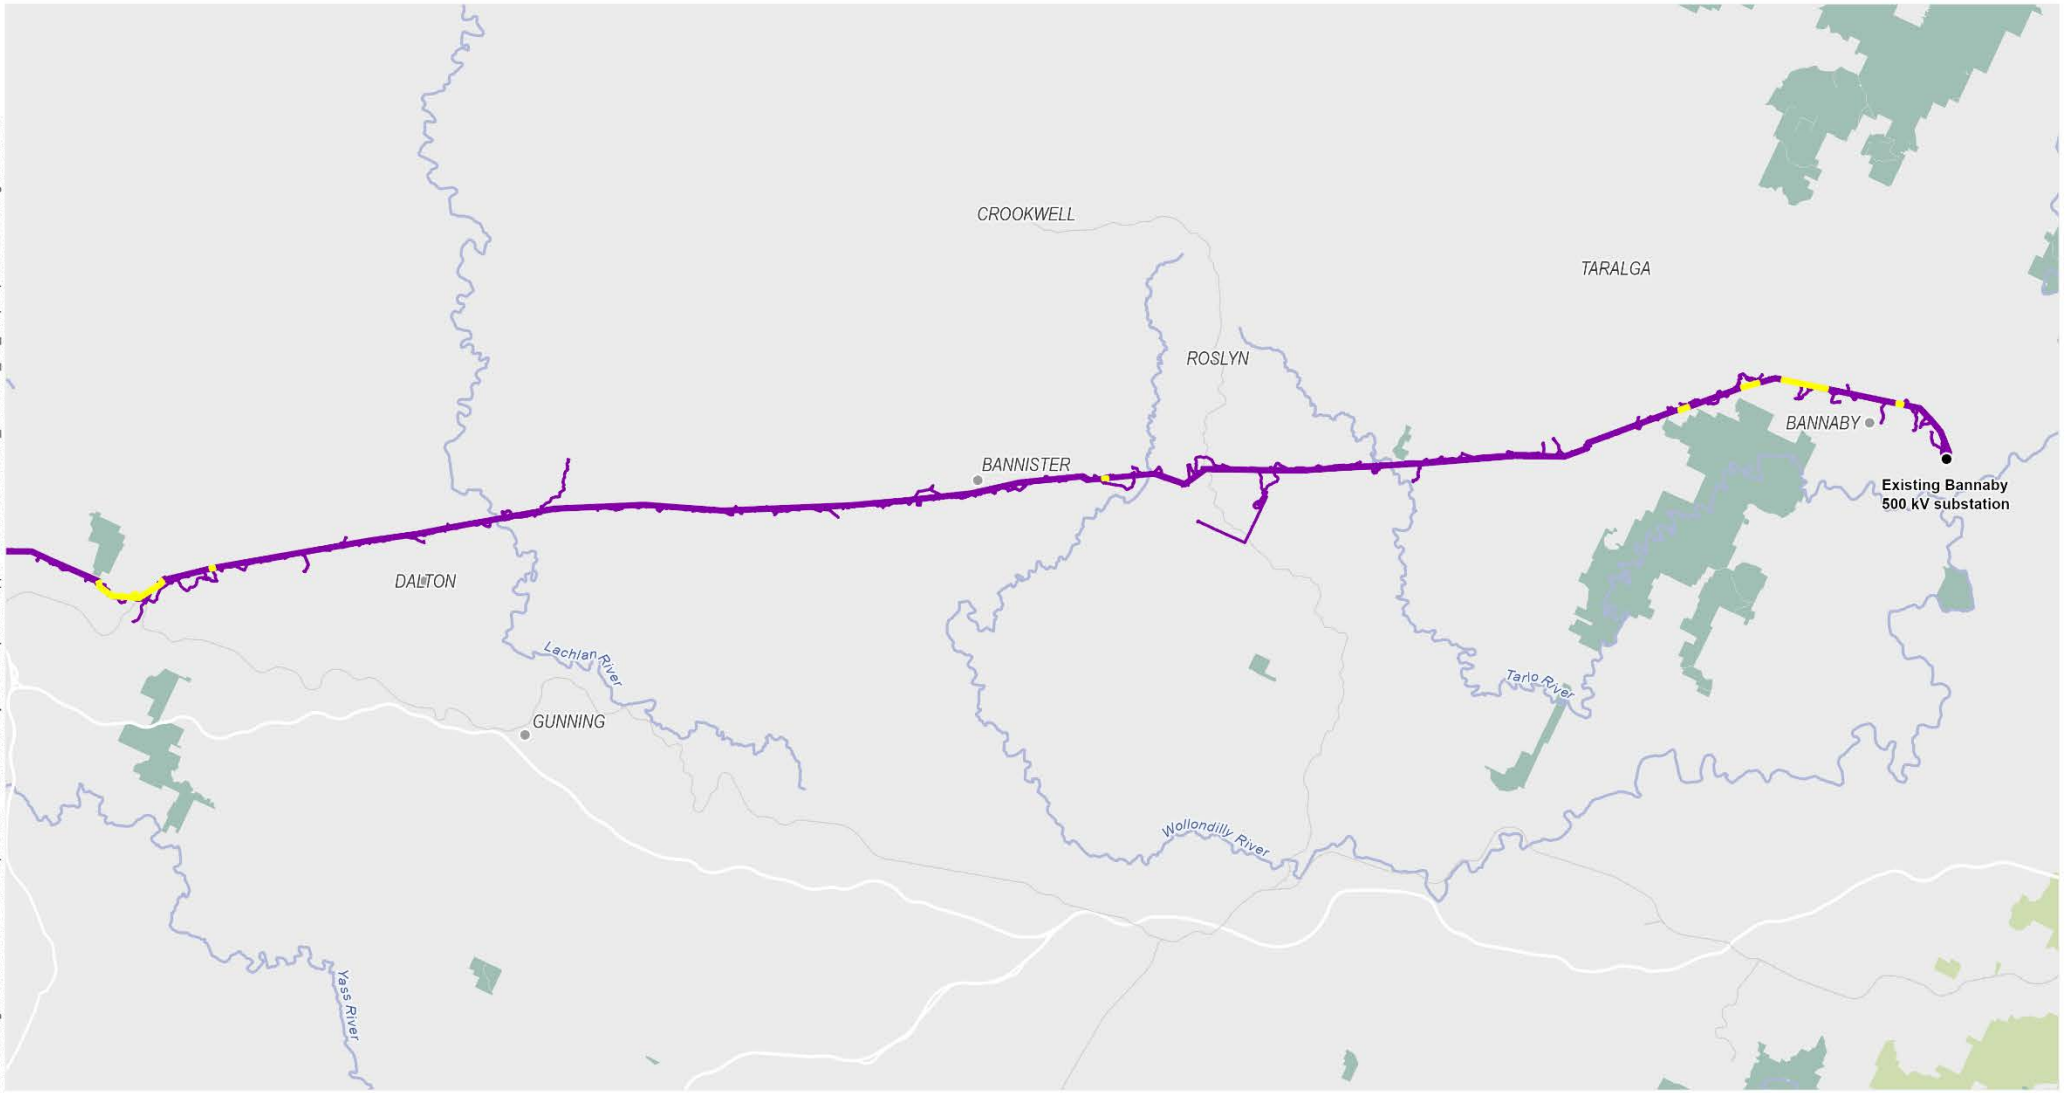 CROOKWELL
TARALGA
ROSLYN
BANNABY
BANNISTER
Existing Bannaby
500 kV substation
DALTON
Lachlan River
Tarlo River
GUNNING
Wollondilly River
Yass River